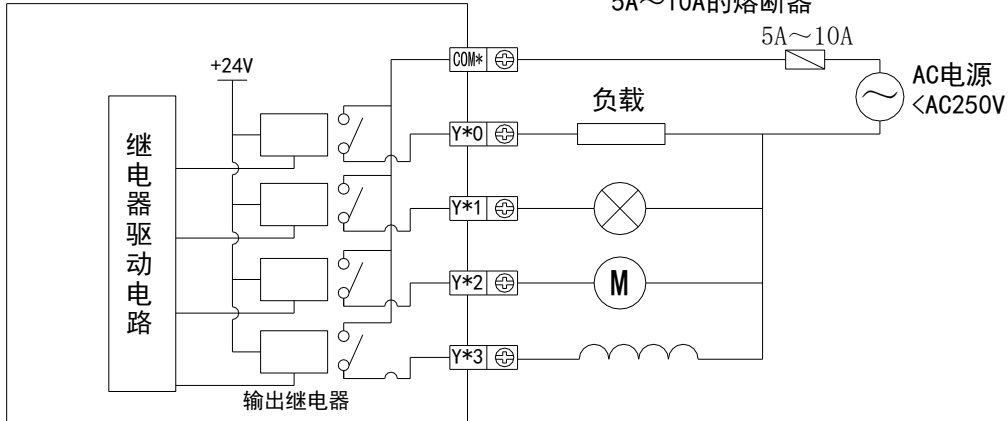 5A～10A的熔断器
5A～10A
COM*
+24V
AC电源
<AC250V
负载
Y*0
继电器驱动电路
Y*1
Y*2
M
Y*3
输出继电器